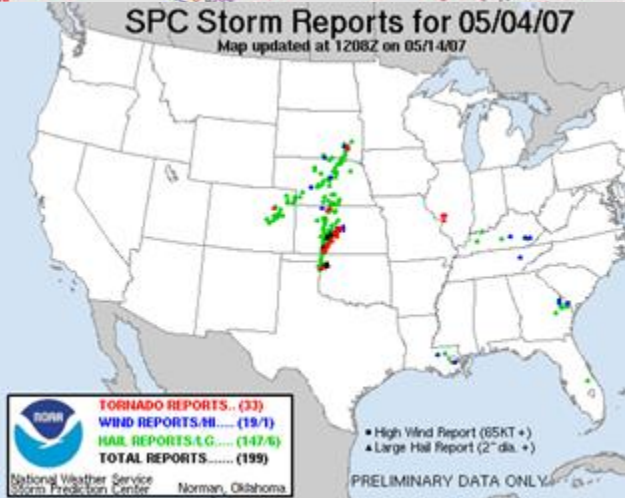 SPC Storm Reports for 05/04/07
Map updated at 1208Z on 05/14/07
NOAA
TORNADO REPORTS.. (33)
WIND REPORTS/HI.... (19/1)
HAIL REPORTS/LG.... (147/6)
TOTAL REPORTS....... (199)
National Weather Service
Storm Prediction Center
Norman, Oklahoma
High Wind Report (65KT +)
Large Hail Report (2" dia. +)
PRELIMINARY DATA ONLY